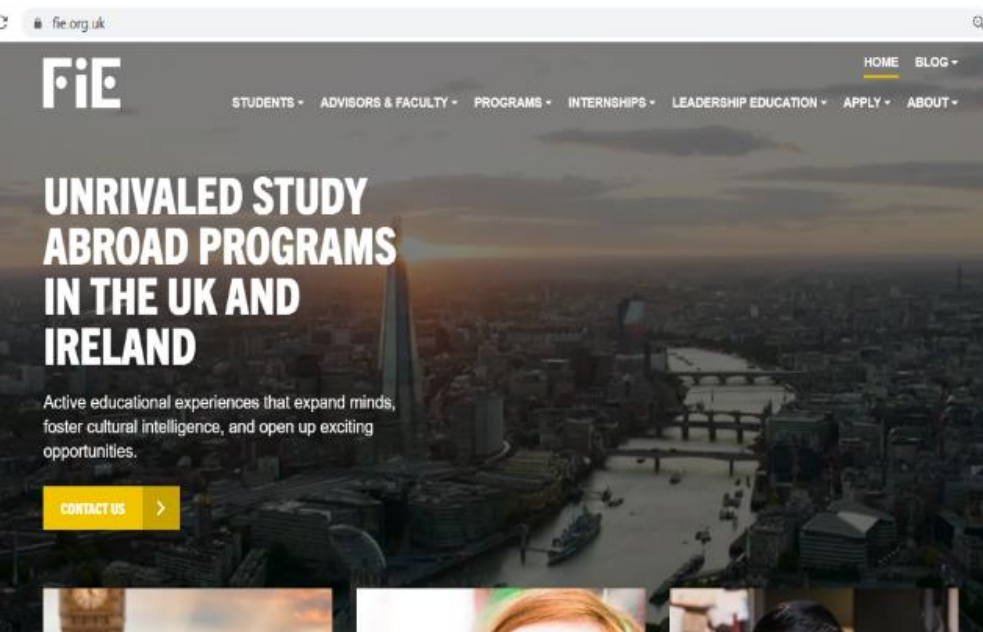 fie.org.uk
FiE
HOME BLOG
STUDENTS ADVISORS & FACULTY PROGRAMS INTERNSHIPS LEADERSHIP EDUCATION APPLY ABOUT
UNRIVALED STUDY
ABROAD PROGRAMS
IN THE UK AND
IRELAND
Active educational experiences that expand minds,
foster cultural intelligence, and open up exciting
opportunities.
CONTACT US